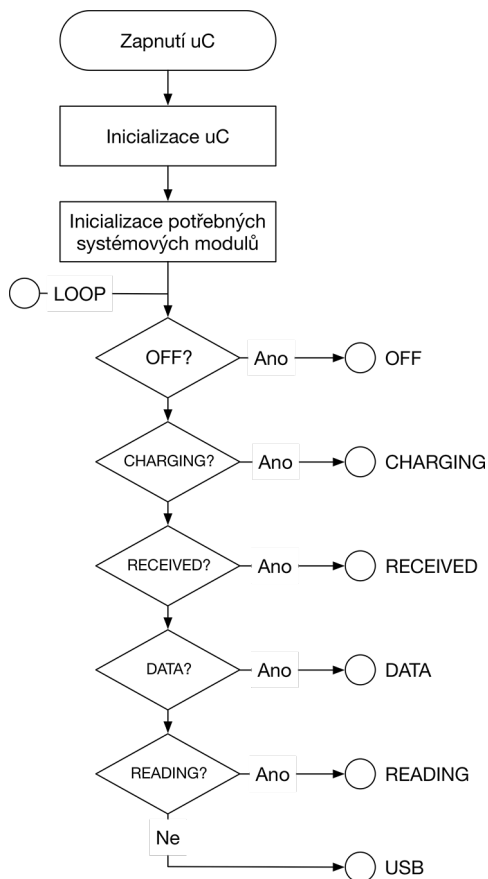 Zapnutí uC
Inicializace uC
Inicializace potřebných
systémových modulů
LOOP
OFF?
Ano
OFF
CHARGING?
Ano
CHARGING
RECEIVED?
Ano
RECEIVED
DATA?
Ano
DATA
READING?
Ano
READING
Ne
USB